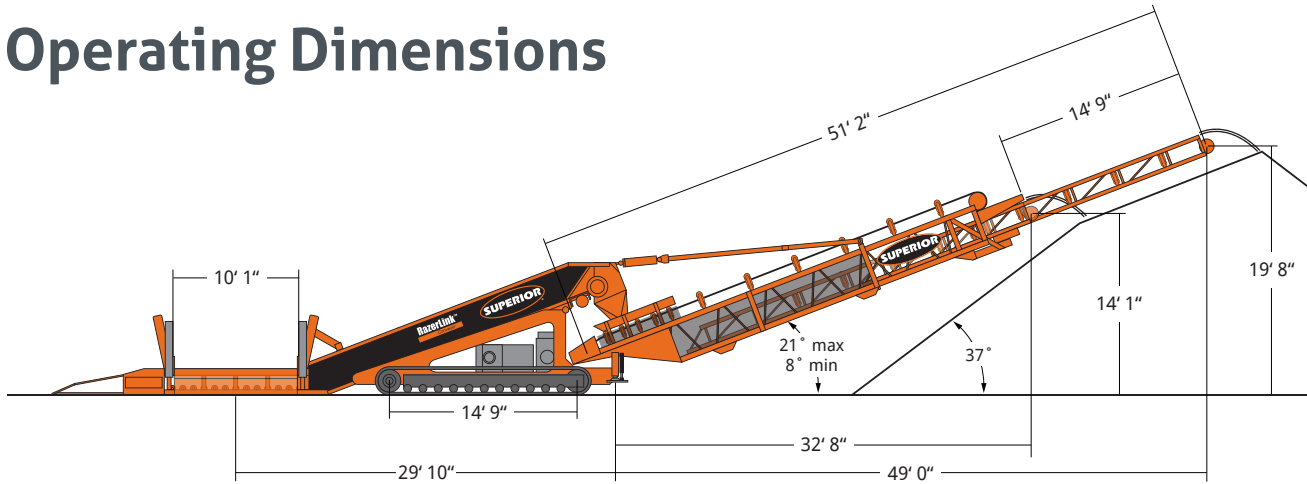 Operating Dimensions
51' 2"
14' 9"
10' 1"
SUPERIOR
RazerLink™
SUPERIOR
19' 8"
14' 1"
21° max
8° min
37°
14' 9"
32' 8"
29' 10"
49' 0"